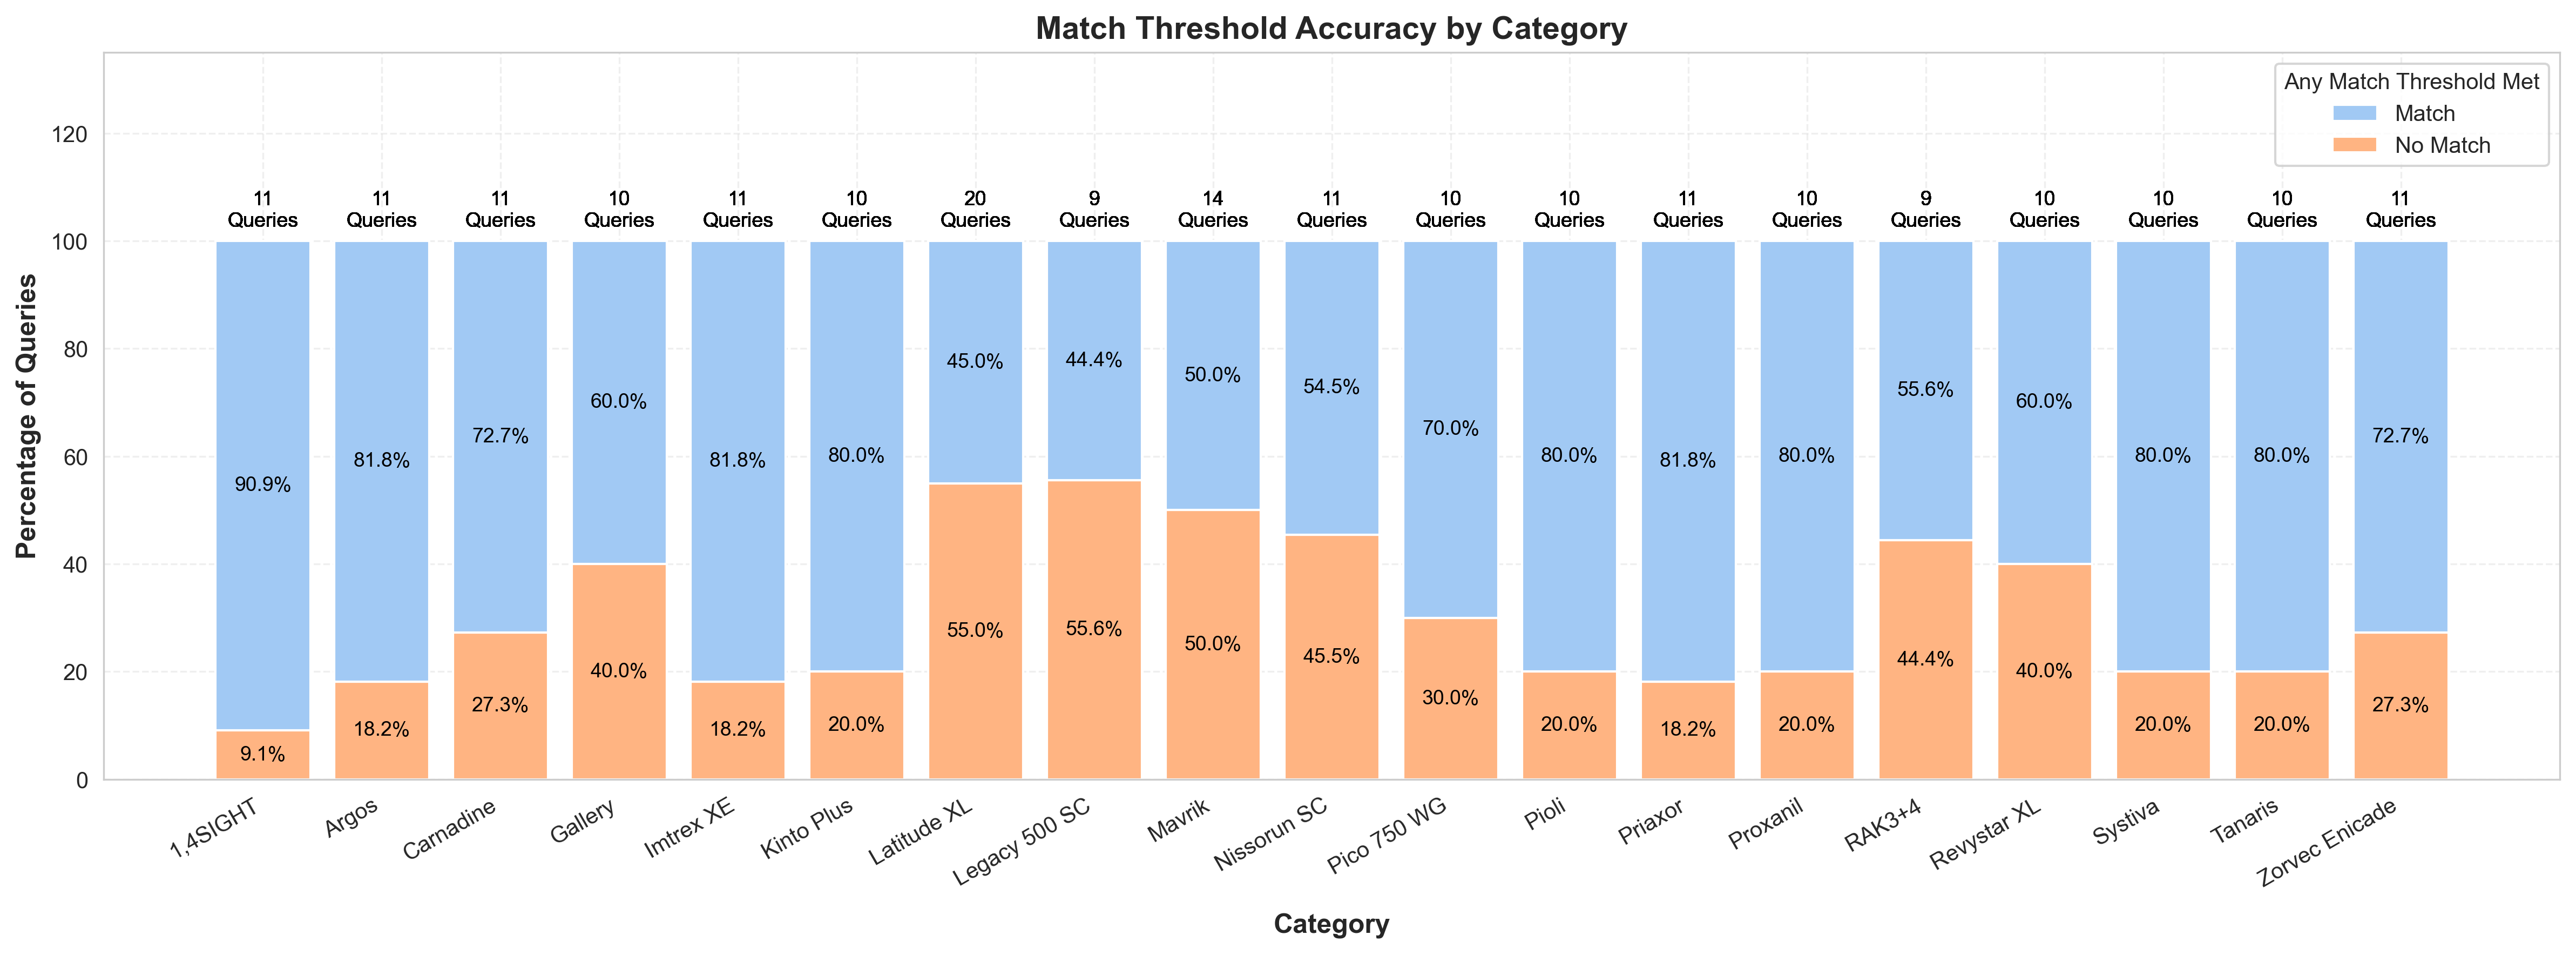 Match Threshold Accuracy by Category
Any Match Threshold Met
Match
No Match
Percentage of Queries
120
100
80
60
40
20
0
11 Queries
11 Queries
11 Queries
10 Queries
11 Queries
10 Queries
20 Queries
9 Queries
14 Queries
11 Queries
10 Queries
10 Queries
11 Queries
10 Queries
9 Queries
10 Queries
10 Queries
10 Queries
11 Queries
90.9%
81.8%
72.7%
60.0%
81.8%
80.0%
45.0%
44.4%
50.0%
54.5%
70.0%
80.0%
81.8%
80.0%
55.6%
60.0%
80.0%
80.0%
72.7%
9.1%
18.2%
27.3%
40.0%
18.2%
20.0%
55.0%
55.6%
50.0%
45.5%
30.0%
20.0%
18.2%
20.0%
44.4%
40.0%
20.0%
20.0%
27.3%
1,4SIGHT
Argos
Carnadine
Gallery
Imtrex XE
Kinto Plus
Latitude XL
Legacy 500 SC
Mavrik
Nissorun SC
Pico 750 WG
Pioli
Priaxor
Proxanil
RAK3+4
Revystar XL
Systiva
Tanaris
Zorvec Enicade
Category